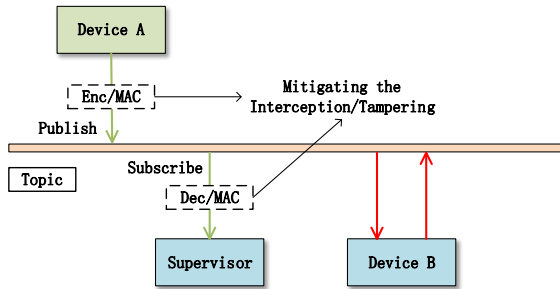 Device A
Enc/MAC
Mitigating the
Interception/Tampering
Publish
Subscribe
Topic
Dec/MAC
Supervisor
Device B